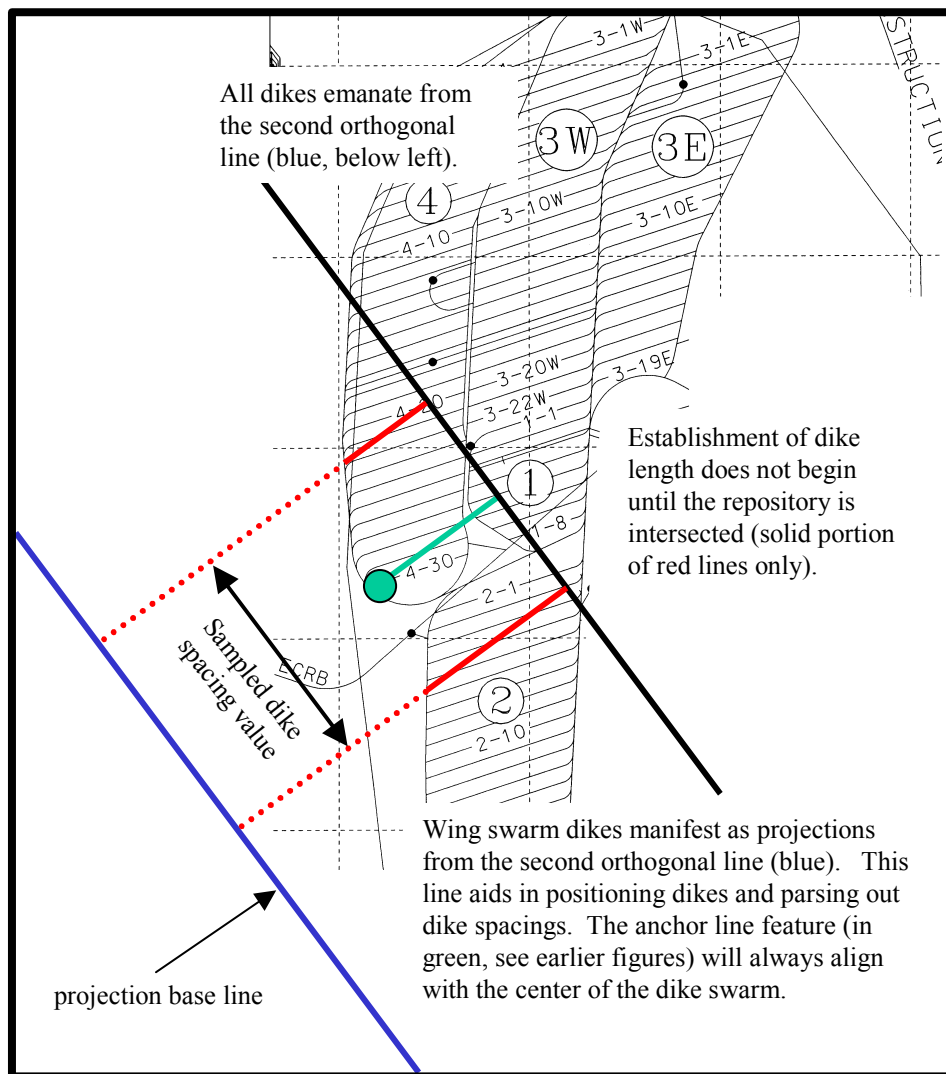 3-1W
3-1E
STRUCTION
All dikes emanate from
the second orthogonal
line (blue, below left).
3W
3E
4
3-10W
3-10E
4-10
3-20W
3-19E
4-20
3-22W
1-1
Establishment of dike
length does not begin
until the repository is
intersected (solid portion
of red lines only).
1
1-8
4-30
2-1
Sampled dike
spacing value
ECRB
2
2-10
Wing swarm dikes manifest as projections
from the second orthogonal line (blue).   This
line aids in positioning dikes and parsing out
dike spacings.  The anchor line feature (in
green, see earlier figures) will always align
with the center of the dike swarm.
projection base line